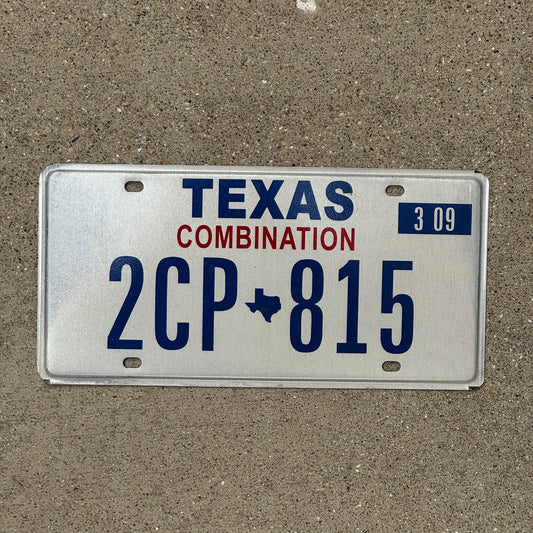 TEXAS
3 09
COMBINATION
2CP 815